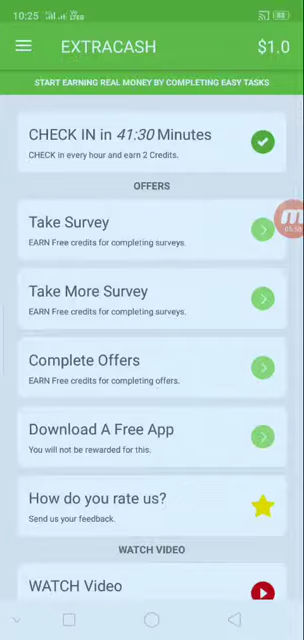 10:25
EXTRACASH
$1.0
START EARNING REAL MONEY BY COMPLETING EASY TASKS
CHECK IN in 41:30 Minutes
CHECK in every hour and earn 2 Credits.
OFFERS
Take Survey
EARN Free credits for completing surveys.
Take More Survey
EARN Free credits for completing surveys.
05:50
Complete Offers
EARN Free credits for completing offers.
Download A Free App
You will not be rewarded for this.
How do you rate us?
Send us your feedback.
WATCH VIDEO
WATCH Video